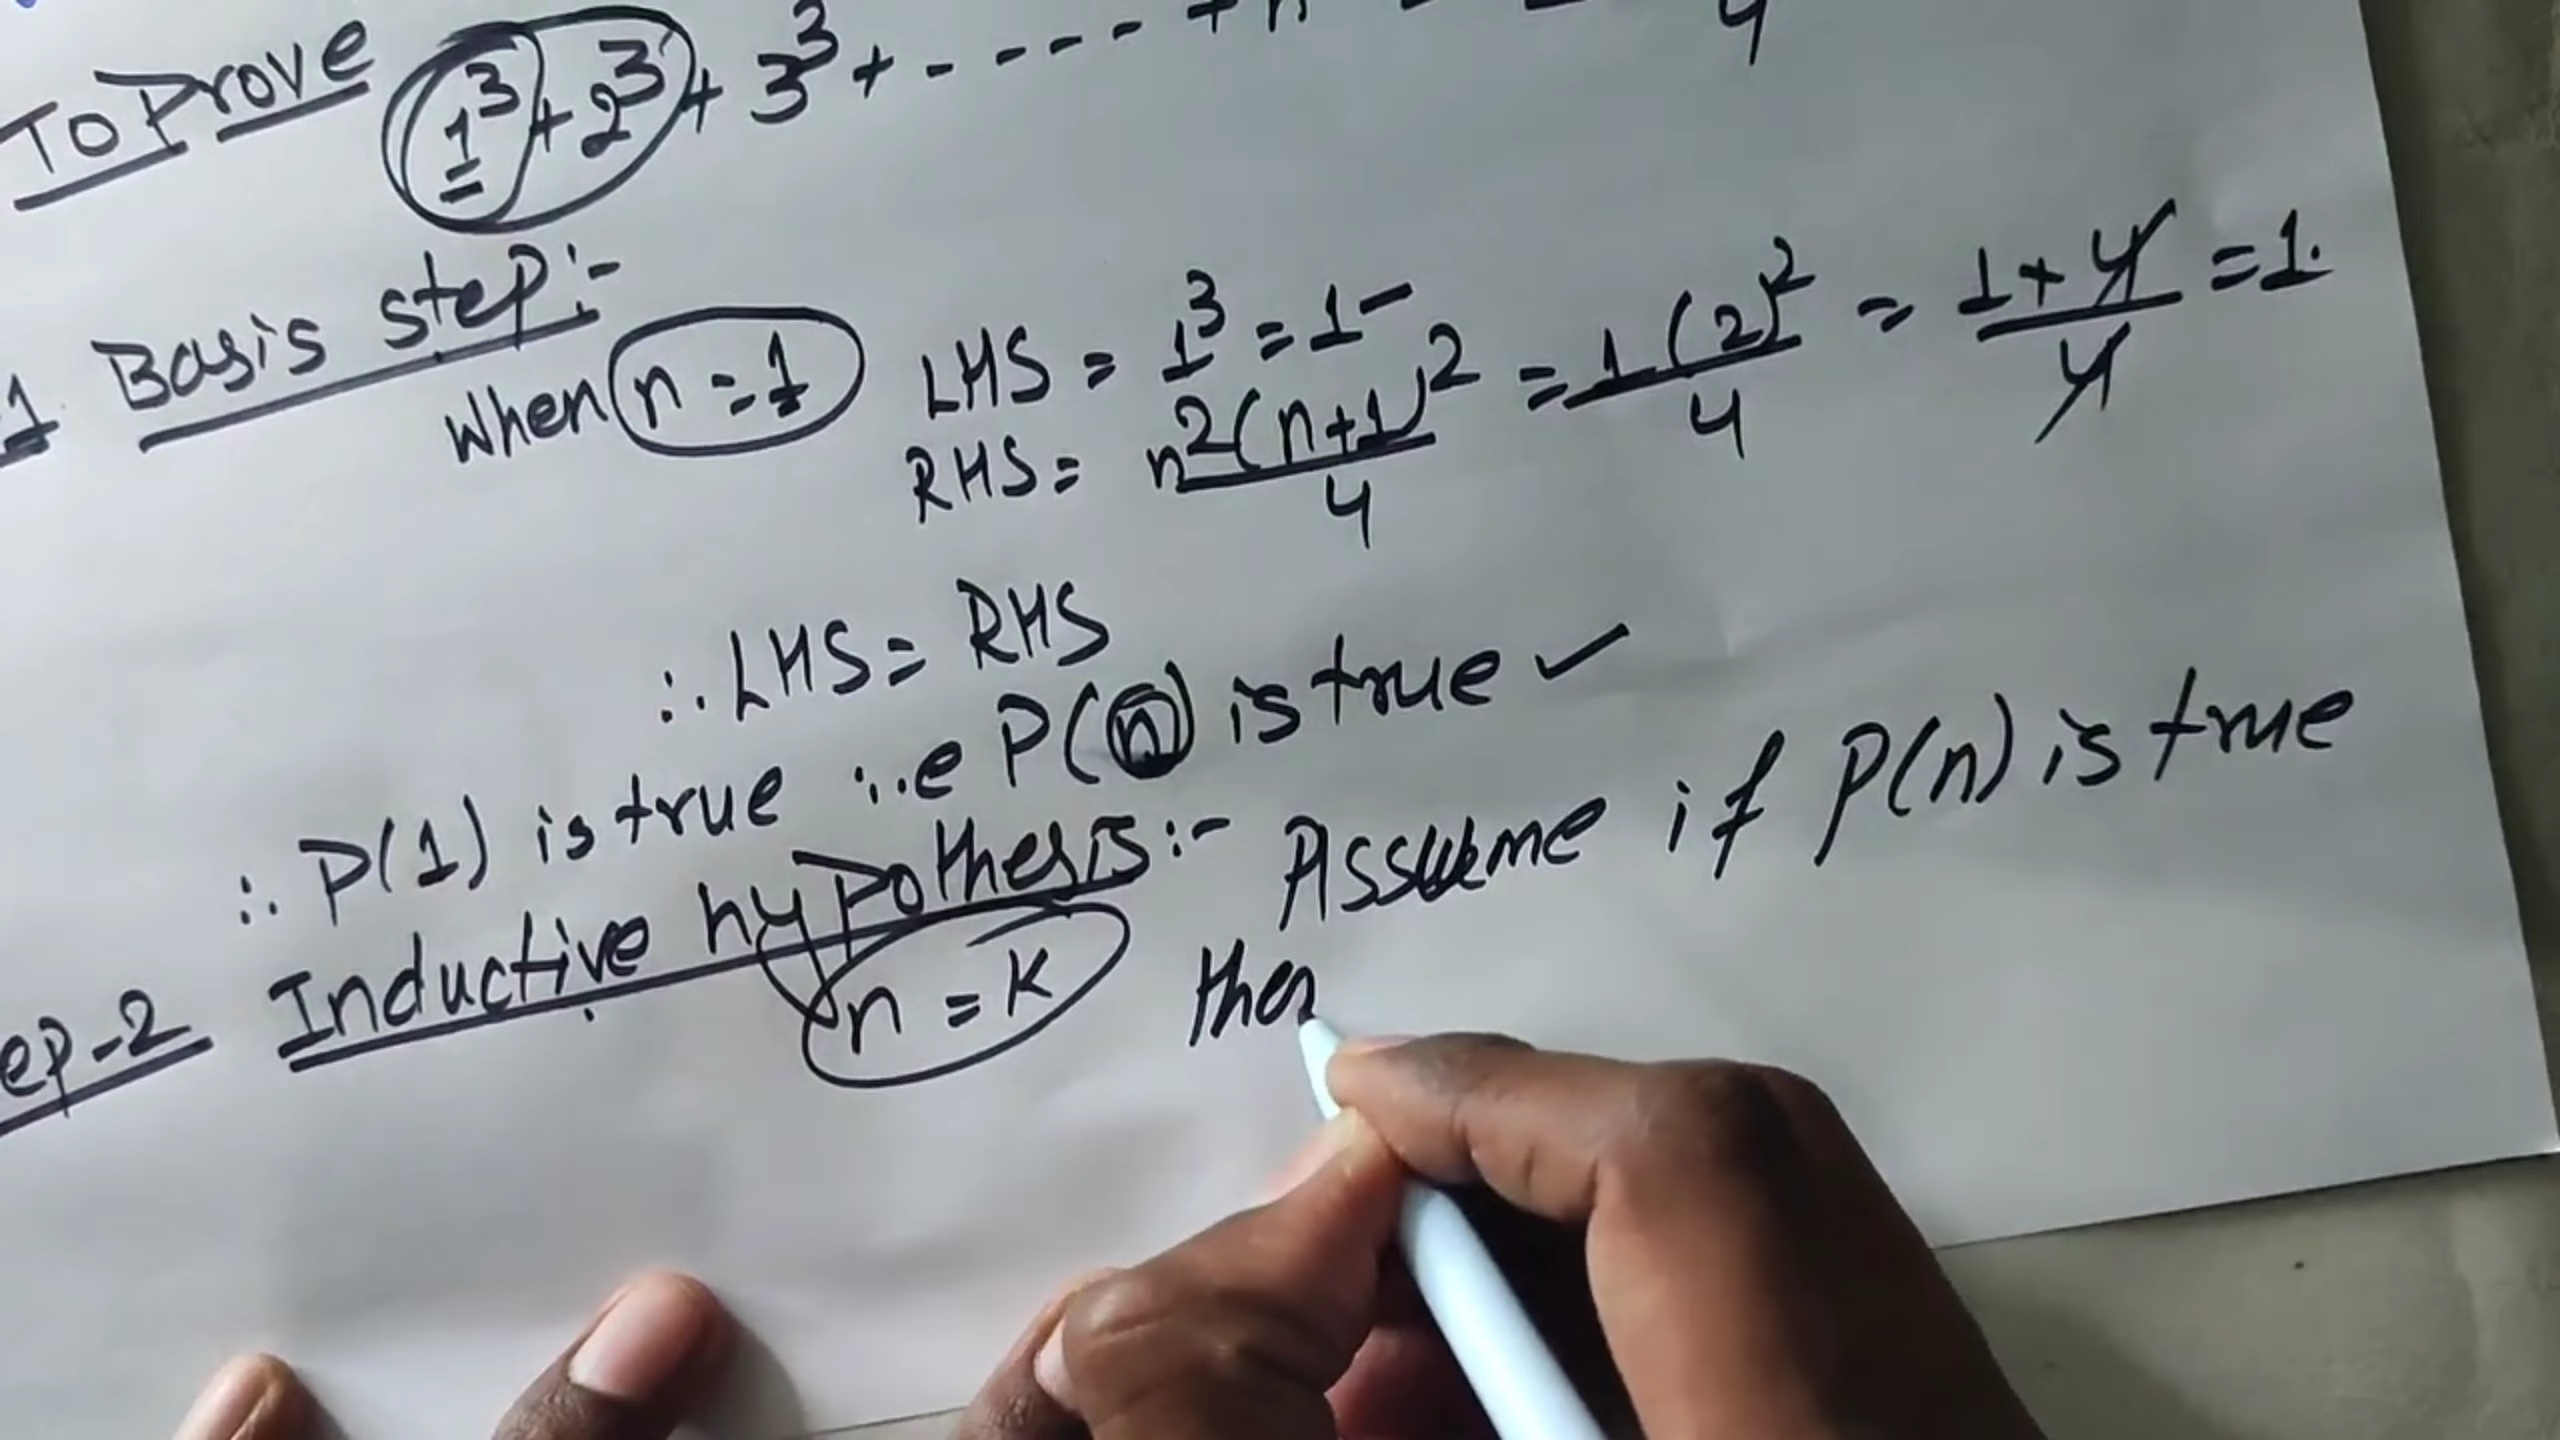 To Prove 1³ + 2³ + 3³ + - - - - - + n
4
1 Basis step:-
When n = 1 LHS = 1³ = 1
RHS = n²(n+1)²/4 = 1(2)²/4 = 1+4/4 = 1.
∴ LHS = RHS
∴ P(1) is true i.e P(n) is true ✓
ep-2 Inductive hypothesis:- Assume if P(n) is true
n = K then